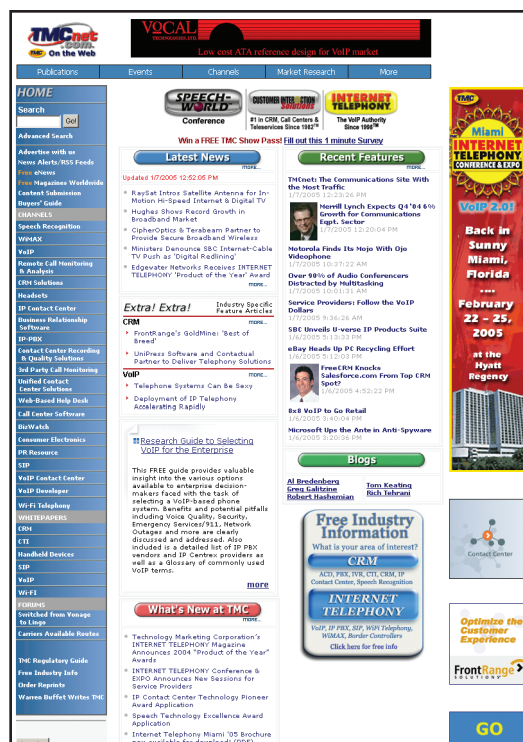 TMCnet
.com
TMC On the Web
VOCAL
TECHNOLOGIES, LTD.
Low cost ATA reference design for VoIP market
Publications
Events
Channels
Market Research
More
HOME
Search
Go!
Advanced Search
Advertise with us
News Alerts/RSS Feeds
Free eNews
Free Magazines Worldwide
Content Submission
Buyers' Guide
CHANNELS
Speech Recognition
WiMAX
VoIP
Remote Call Monitoring
& Analysis
CRM Solutions
Headsets
IP Contact Center
Business Relationship
Software
IP-PBX
Contact Center Recording
& Quality Solutions
3rd Party Call Monitoring
Unified Contact
Center Solutions
Web-Based Help Desk
Call Center Software
BizWatch
Consumer Electronics
PR Resource
SIP
VoIP Contact Center
VoIP Developer
Wi-Fi Telephony
WHITEPAPERS
CRM
CTI
Handheld Devices
SIP
VoIP
Wi-Fi
FORUMS
Switched from Vonage
to Lingo
Carriers Available Routes
TMC Regulatory Guide
Free Industry Info
Order Reprints
Warren Buffet Writes TMC
SPEECH-
WORLD
Conference
CUSTOMER INTER@CTION
Solutions
#1 in CRM, Call Centers &
Teleservices Since 1982™
INTERNET
TELEPHONY
The VoIP Authority
Since 1998™
Win a FREE TMC Show Pass! Fill out this 1 minute Survey
Latest News
MORE...
Updated 1/7/2005 12:52:05 PM
RaySat Introx Satellite Antenna for In-
Motion Hi-Speed Internet & Digital TV
Hughes Shows Record Growth in
Broadband Market
CipherOptics & Terabeam Partner to
Provide Secure Broadband Wireless
Ministers Denounce SBC Internet-Cable
TV Push as 'Digital Redlining'
Edgewater Networks Receives INTERNET
TELEPHONY 'Product of the Year' Award
MORE...
Extra! Extra!
Industry Specific
Feature Articles
CRM
MORE...
FrontRange's GoldMine: 'Best of
Breed'
UniPress Software and Contactual
Partner to Deliver Telephony Solutions
VoIP
MORE...
Telephone Systems Can be Sexy
Deployment of IP Telephony
Accelerating Rapidly
Research Guide to Selecting
VoIP for the Enterprise
This FREE guide provides valuable
insight into the various options
available to enterprise decision-
makers faced with the task of
selecting a VoIP-based phone
system. Benefits and potential pitfalls
including Voice Quality, Security,
Emergency Services/911, Network
Outages and more are clearly
discussed and addressed. Also
included is a detailed list of IP PBX
vendors and IP Centrex providers as
well as a Glossary of commonly used
VoIP terms.
more
What's New at TMC
MORE...
Technology Marketing Corporation's
INTERNET TELEPHONY Magazine
Announces 2004 "Product of the Year"
Awards
INTERNET TELEPHONY Conference &
EXPO Announces New Sessions for
Service Providers
IP Contact Center Technology Pioneer
Award Application
Speech Technology Excellence Award
Application
Internet Telephony Miami '05 Brochure
now available for download! (PDF)
Recent Features
MORE...
TMCnet: The Communications Site With
the Most Traffic
1/7/2005 12:23:26 PM
Merrill Lynch Expects Q4'04 6%
Growth for Communications
Eqpt. Sector
1/7/2005 12:20:04 PM
Motorola Finds Its Mojo With Ojo
Videophone
1/7/2005 10:37:22 AM
Over 90% of Audio Conferences
Distracted by Multitasking
1/7/2005 10:01:31 AM
Service Providers: Follow the VoIP
Dollars
1/7/2005 9:36:26 AM
SBC Unveils U-verse IP Products Suite
1/6/2005 5:13:33 PM
eBay Heads Up PC Recycling Effort
1/6/2005 5:12:03 PM
FreeCRM Knocks
Salesforce.com From Top CRM
Spot?
1/6/2005 4:52:22 PM
8x8 VoIP to Go Retail
1/6/2005 3:40:04 PM
Microsoft Ups the Ante in Anti-Spyware
1/6/2005 3:20:36 PM
Blogs
Al Bredenberg
Greg Galitzine
Robert Hashemian
Tom Keating
Rich Tehrani
Free Industry
Information
What is your area of interest?
CRM
ACD, PBX, IVR, CTI, CRM, IP
Contact Center, Speech Recognition
INTERNET
TELEPHONY
VoIP, IP PBX, SIP, WiFi Telephony,
WiMAX, Border Controllers
Click here for free info
TMC
Miami
INTERNET
TELEPHONY
CONFERENCE & EXPO
VoIP 2.0!
Back in
Sunny
Miami,
Florida
....
February
22 – 25,
2005
at the
Hyatt
Regency
Contact Center
Optimize the
Customer
Experience
FrontRange
SOLUTIONS
GO